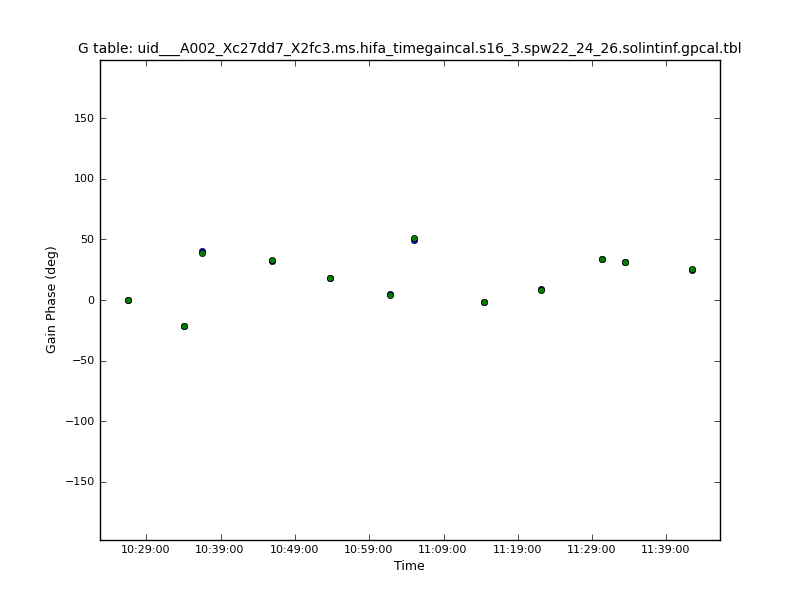 G table: uid___A002_Xc27dd7_X2fc3.ms.hifa_timegaincal.s16_3.spw22_24_26.solintinf.gpcal.tbl
150
100
50
0
−50
−100
−150
Gain Phase (deg)
10:29:00 10:39:00 10:49:00 10:59:00 11:09:00 11:19:00 11:29:00 11:39:00
Time